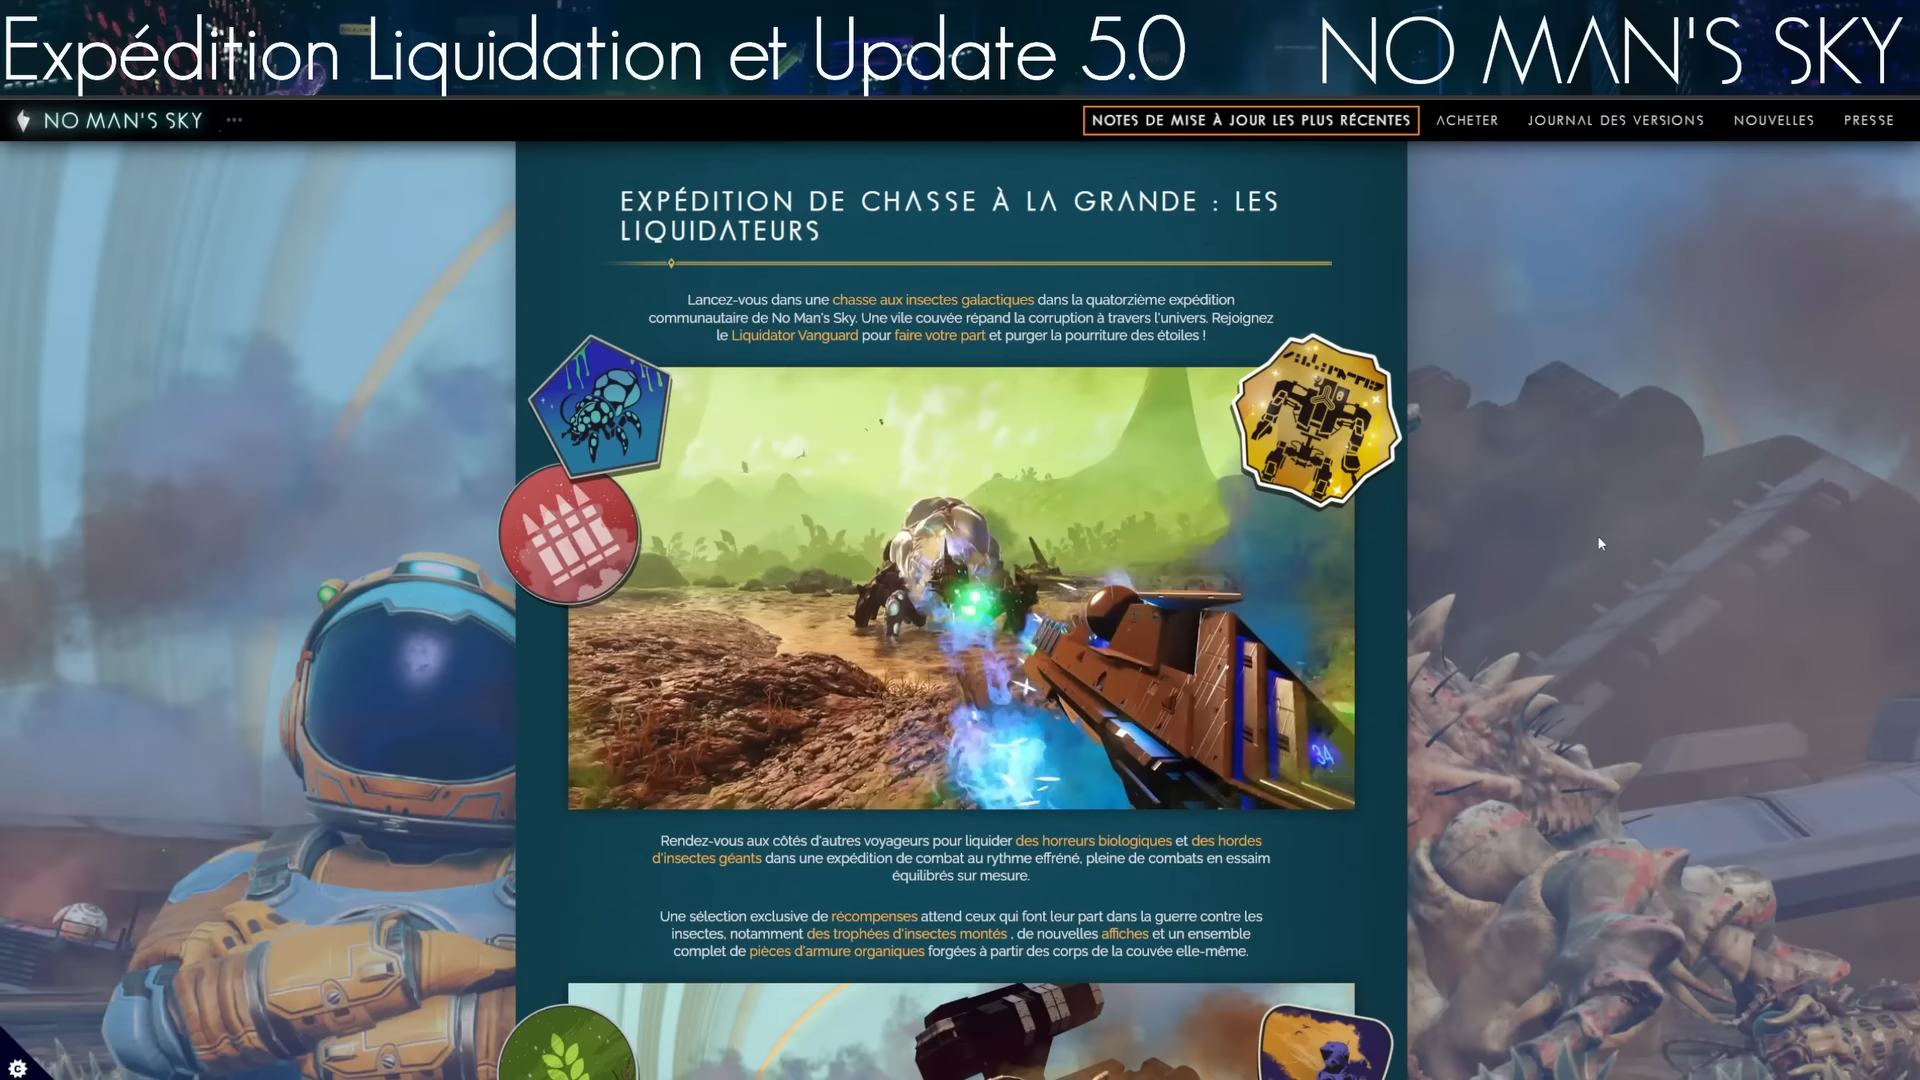 Expédition Liquidation et Update 5.0
NO MAN'S SKY
NO MAN'S SKY
NOTES DE MISE À JOUR LES PLUS RÉCENTES
ACHETER
JOURNAL DES VERSIONS
NOUVELLES
PRESSE
EXPÉDITION DE CHASSE À LA GRANDE : LES
LIQUIDATEURS
Lancez-vous dans une chasse aux insectes galactiques dans la quatorzième expédition
communautaire de No Man's Sky. Une vile couvée répand la corruption à travers l'univers. Rejoignez
le Liquidator Vanguard pour faire votre part et purger la pourriture des étoiles !
34
Rendez-vous aux côtés d'autres voyageurs pour liquider des horreurs biologiques et des hordes
d'insectes géants dans une expédition de combat au rythme effréné, pleine de combats en essaim
équilibrés sur mesure.
Une sélection exclusive de récompenses attend ceux qui font leur part dans la guerre contre les
insectes, notamment des trophées d'insectes montés , de nouvelles affiches et un ensemble
complet de pièces d'armure organiques forgées à partir des corps de la couvée elle-même.